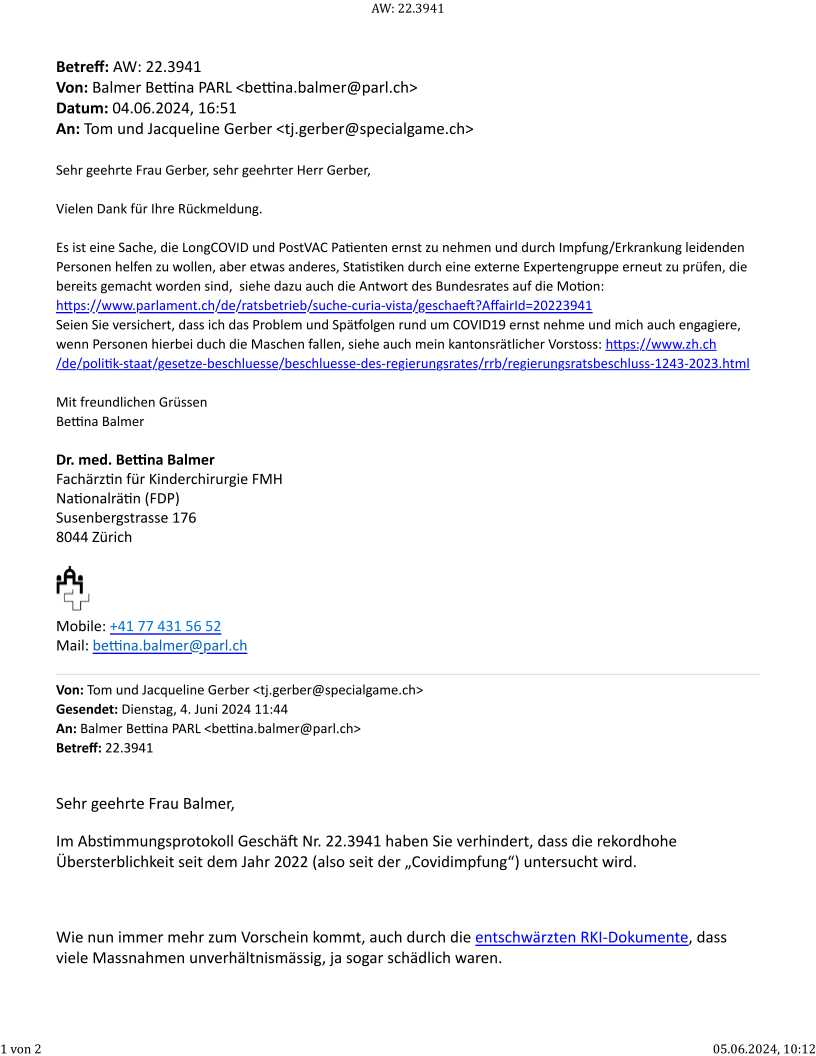 AW: 22.3941
Betreff: AW: 22.3941
Von: Balmer Bettina PARL <bettina.balmer@parl.ch>
Datum: 04.06.2024, 16:51
An: Tom und Jacqueline Gerber <tj.gerber@specialgame.ch>
Sehr geehrte Frau Gerber, sehr geehrter Herr Gerber,
Vielen Dank für Ihre Rückmeldung.
Es ist eine Sache, die LongCOVID und PostVAC Patienten ernst zu nehmen und durch Impfung/Erkrankung leidenden
Personen helfen zu wollen, aber etwas anderes, Statistiken durch eine externe Expertengruppe erneut zu prüfen, die
bereits gemacht worden sind,  siehe dazu auch die Antwort des Bundesrates auf die Motion:
https://www.parlament.ch/de/ratsbetrieb/suche-curia-vista/geschaeft?AffairId=20223941
Seien Sie versichert, dass ich das Problem und Spätfolgen rund um COVID19 ernst nehme und mich auch engagiere,
wenn Personen hierbei duch die Maschen fallen, siehe auch mein kantonsrätlicher Vorstoss: https://www.zh.ch
/de/politik-staat/gesetze-beschluesse/beschluesse-des-regierungsrates/rrb/regierungsratsbeschluss-1243-2023.html
Mit freundlichen Grüssen
Bettina Balmer
Dr. med. Bettina Balmer
Fachärztin für Kinderchirurgie FMH
Nationalrätin (FDP)
Susenbergstrasse 176
8044 Zürich
Mobile: +41 77 431 56 52
Mail: bettina.balmer@parl.ch
Von: Tom und Jacqueline Gerber <tj.gerber@specialgame.ch>
Gesendet: Dienstag, 4. Juni 2024 11:44
An: Balmer Bettina PARL <bettina.balmer@parl.ch>
Betreff: 22.3941
Sehr geehrte Frau Balmer,
Im Abstimmungsprotokoll Geschäft Nr. 22.3941 haben Sie verhindert, dass die rekordhohe
Übersterblichkeit seit dem Jahr 2022 (also seit der „Covidimpfung“) untersucht wird.
Wie nun immer mehr zum Vorschein kommt, auch durch die entschwärzten RKI-Dokumente, dass
viele Massnahmen unverhältnismässig, ja sogar schädlich waren.
1 von 2
05.06.2024, 10:12